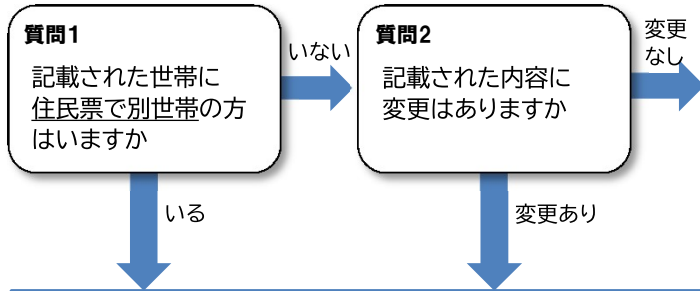 質問1
記載された世帯に
住民票で別世帯の方
はいますか
いない
いる
質問2
記載された内容に
変更はありますか
変更
なし
変更あり